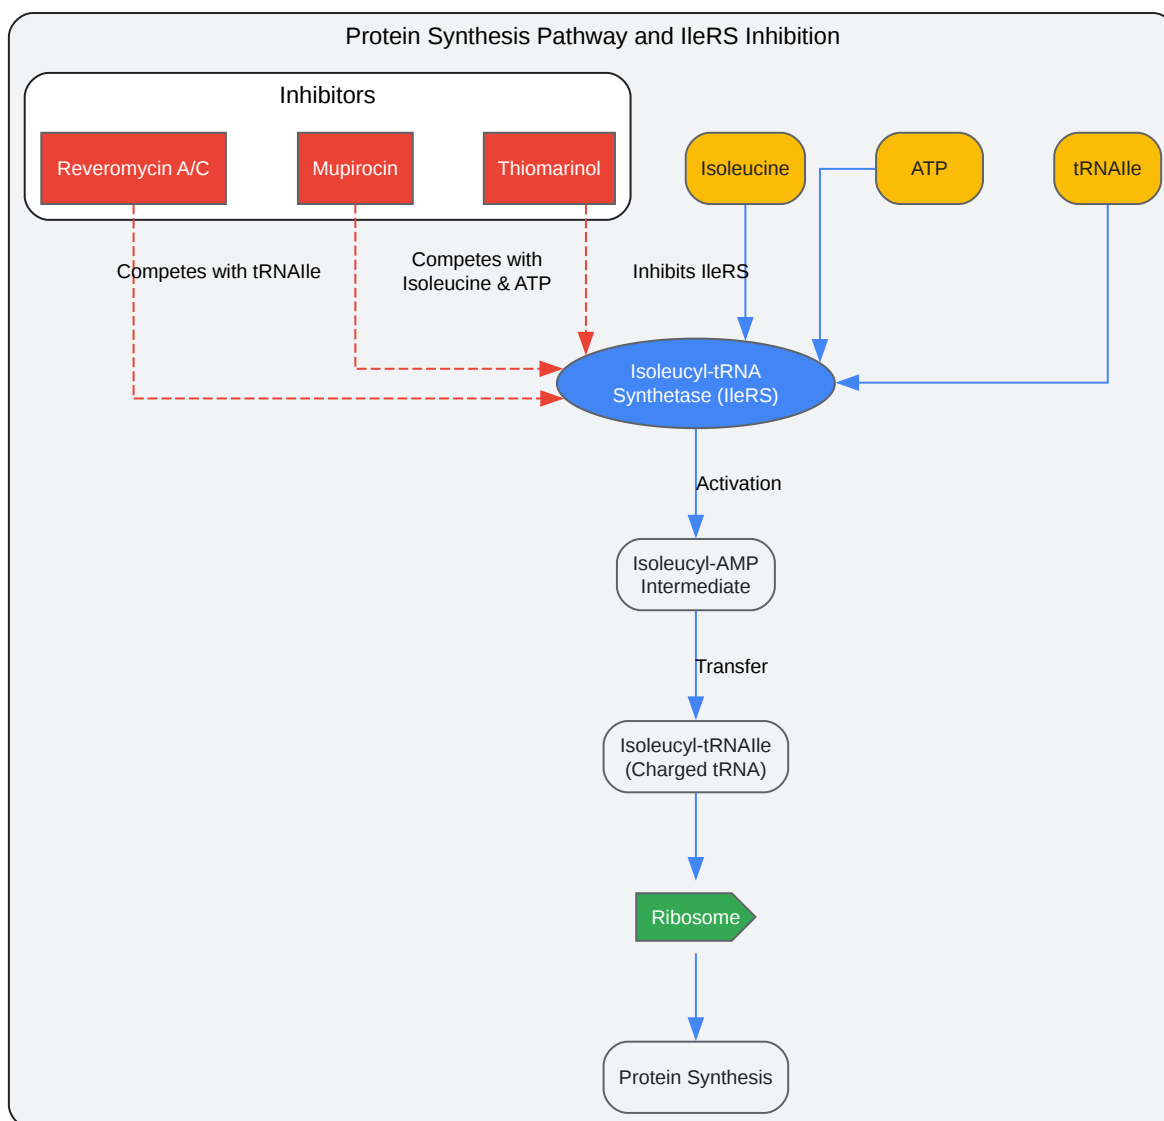 Protein Synthesis Pathway and IleRS Inhibition
Inhibitors
Reveromycin A/C
Mupirocin
Thiomarinol
Isoleucine
ATP
tRNAIle
Competes with tRNAIle
Competes with
Isoleucine & ATP
Inhibits IleRS
Isoleucyl-tRNA
Synthetase (IleRS)
Activation
Isoleucyl-AMP
Intermediate
Transfer
Isoleucyl-tRNAIle
(Charged tRNA)
Ribosome
Protein Synthesis